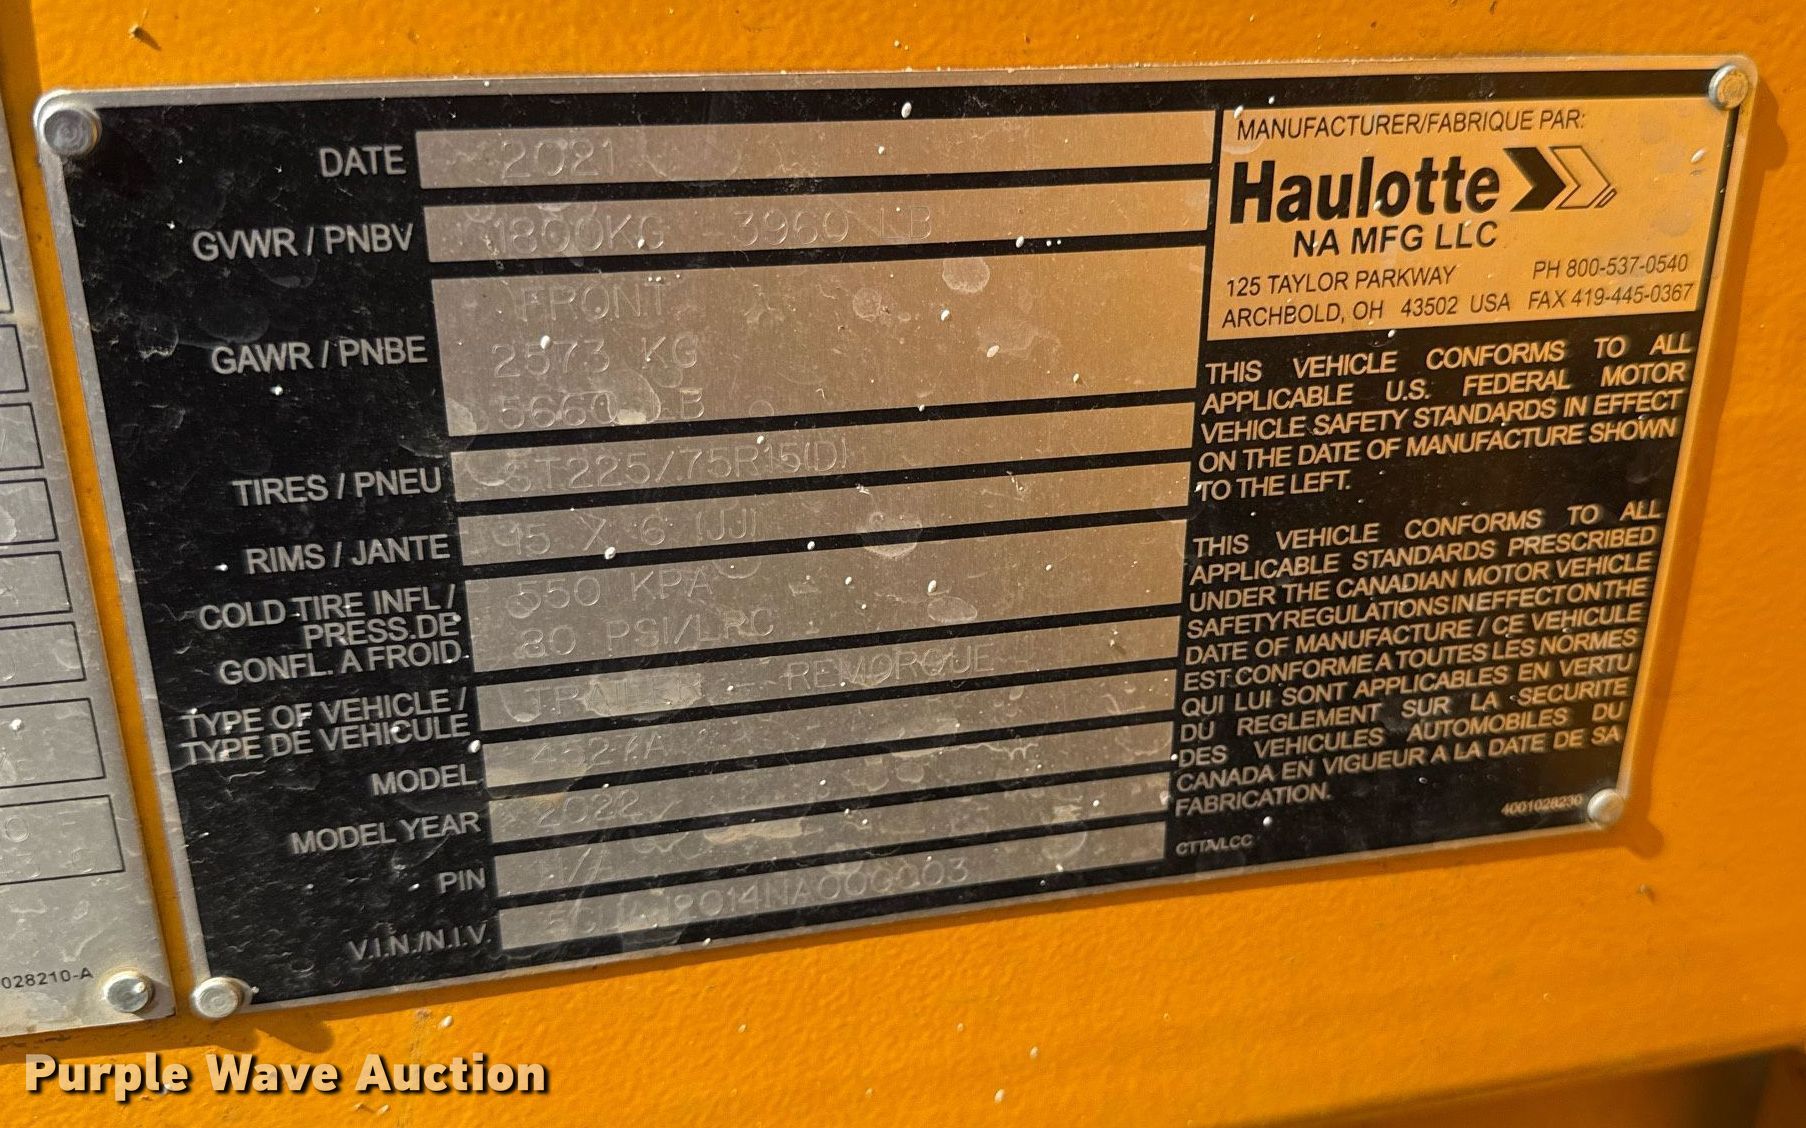 MANUFACTURER/FABRIQUE PAR:
Haulotte
NA MFG LLC
125 TAYLOR PARKWAY PH 800-537-0540
ARCHBOLD, OH 43502 USA FAX 419-445-0367
DATE 2021
GVWR / PNBV 1800KG - 3960 LB
GAWR / PNBE FRONT
2573 KG
5660 LB
TIRES / PNEU ST225/75R15(D)
RIMS / JANTE 15 X 6 (JJ)
COLD TIRE INFL / PRESS.DE GONFL. A FROID.
550 KPA
80 PSI/LRC
TYPE OF VEHICLE /
TYPE DE VEHICULE
TRAILER - REMORQUE
MODEL
MODEL YEAR 2022
PIN N/A
V.I.N./N.I.V.
THIS VEHICLE CONFORMS TO ALL
APPLICABLE U.S. FEDERAL MOTOR
VEHICLE SAFETY STANDARDS IN EFFECT
ON THE DATE OF MANUFACTURE SHOWN
TO THE LEFT.
THIS VEHICLE CONFORMS TO ALL
APPLICABLE STANDARDS PRESCRIBED
UNDER THE CANADIAN MOTOR VEHICLE
SAFETY REGULATIONS IN EFFECT ON THE
DATE OF MANUFACTURE / CE VEHICULE
EST CONFORME A TOUTES LES NORMES
QUI LUI SONT APPLICABLES EN VERTU
DU REGLEMENT SUR LA SECURITE
DES VEHICULES AUTOMOBILES DU
CANADA EN VIGUEUR A LA DATE DE SA
FABRICATION.
4001028230
028210-A
Purple Wave Auction